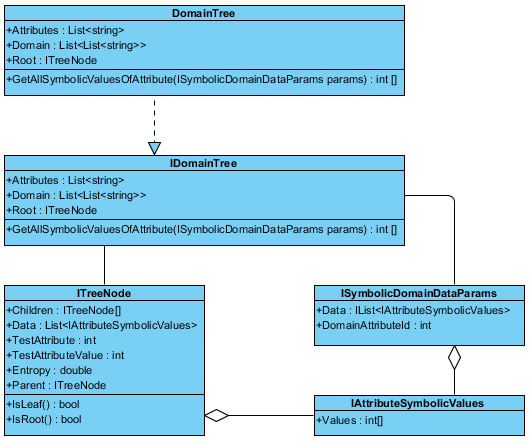 DomainTree
+Attributes : List<string>
+Domain : List<List<string>>
+Root : ITreeNode
+GetAllSymbolicValuesOfAttribute(ISymbolicDomainDataParams params) : int []
IDomainTree
+Attributes : List<string>
+Domain : List<List<string>>
+Root : ITreeNode
+GetAllSymbolicValuesOfAttribute(ISymbolicDomainDataParams params) : int []
ITreeNode
+Children : ITreeNode[]
+Data : List<IAttributeSymbolicValues>
+TestAttribute : int
+TestAttributeValue : int
+Entropy : double
+Parent : ITreeNode
+IsLeaf() : bool
+IsRoot() : bool
ISymbolicDomainDataParams
+Data : IList<IAttributeSymbolicValues>
+DomainAttributeId : int
IAttributeSymbolicValues
+Values : int[]